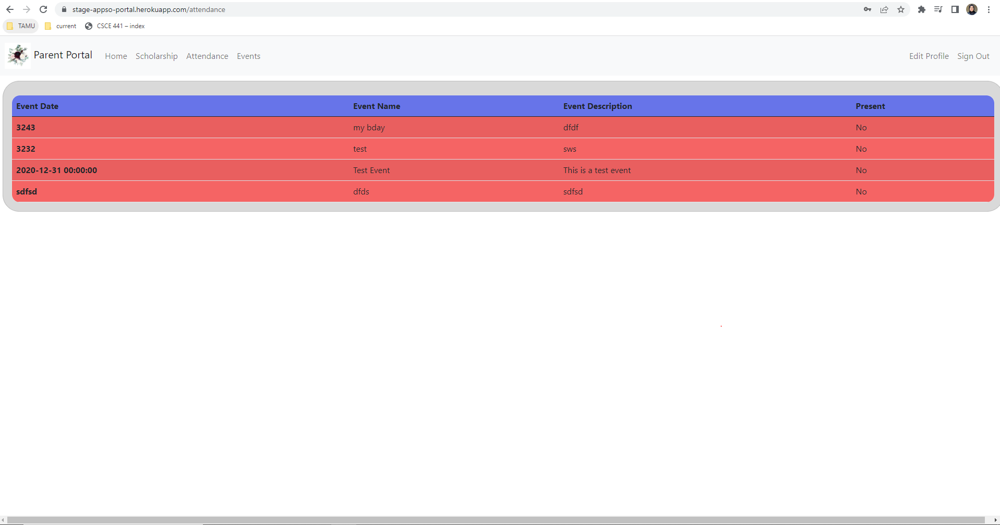 stage-appso-portal.herokuapp.com/attendance
TAMU current CSCE 441 – index
Parent Portal Home Scholarship Attendance Events Edit Profile Sign Out
Event Date Event Name Event Description Present
3243 my bday dfdf No
3232 test sws No
2020-12-31 00:00:00 Test Event This is a test event No
sdfsd dfds sdfsd No